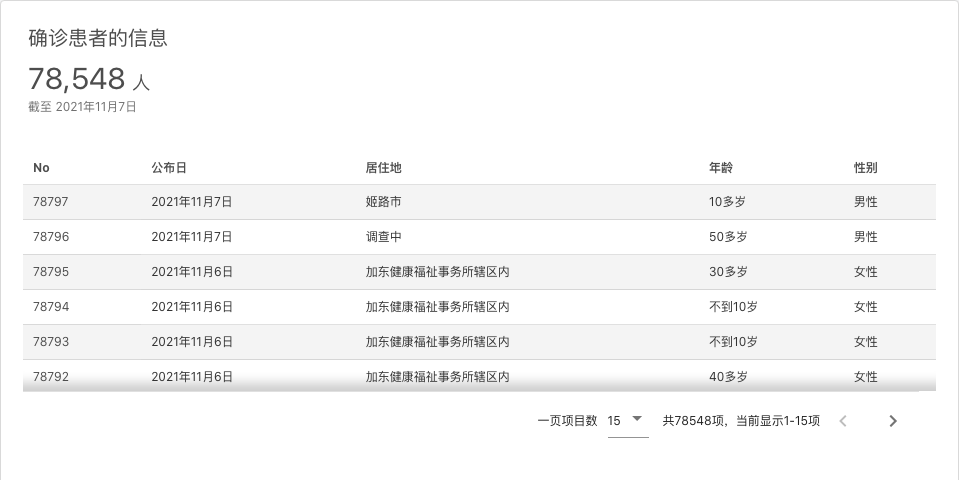 确诊患者的信息
78,548 人
截至 2021年11月7日
No 公布日 居住地 年龄 性别
78797 2021年11月7日 姬路市 10多岁 男性
78796 2021年11月7日 调查中 50多岁 男性
78795 2021年11月6日 加东健康福祉事务所辖区内 30多岁 女性
78794 2021年11月6日 加东健康福祉事务所辖区内 不到10岁 女性
78793 2021年11月6日 加东健康福祉事务所辖区内 不到10岁 女性
78792 2021年11月6日 加东健康福祉事务所辖区内 40多岁 女性
一页项目数 15 共78548项，当前显示1-15项